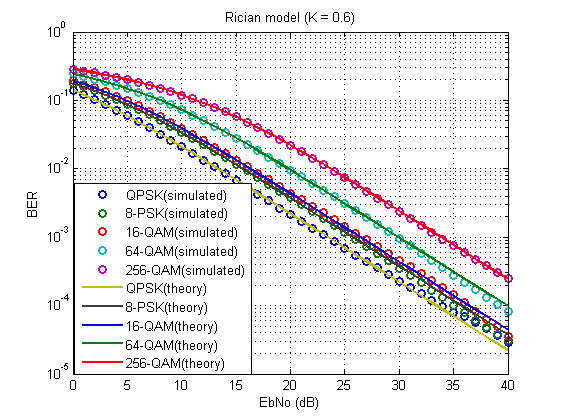 Rician model (K = 0.6)
10^0
10^-1
10^-2
10^-3
10^-4
10^-5
BER
QPSK(simulated)
8-PSK(simulated)
16-QAM(simulated)
64-QAM(simulated)
256-QAM(simulated)
QPSK(theory)
8-PSK(theory)
16-QAM(theory)
64-QAM(theory)
256-QAM(theory)
0 5 10 15 20 25 30 35 40
EbNo (dB)